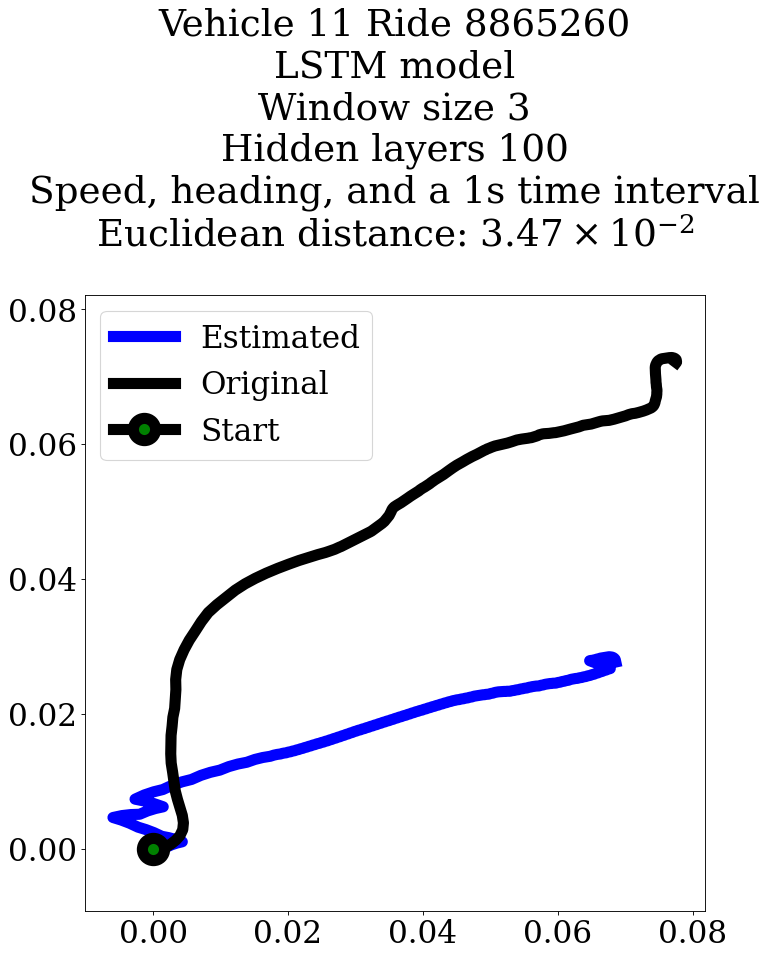 Vehicle 11 Ride 8865260
LSTM model
Window size 3
Hidden layers 100
Speed, heading, and a 1s time interval
Euclidean distance: 3.47 × 10⁻²
0.08
0.06
0.04
0.02
0.00
Estimated
Original
Start
0.00 0.02 0.04 0.06 0.08